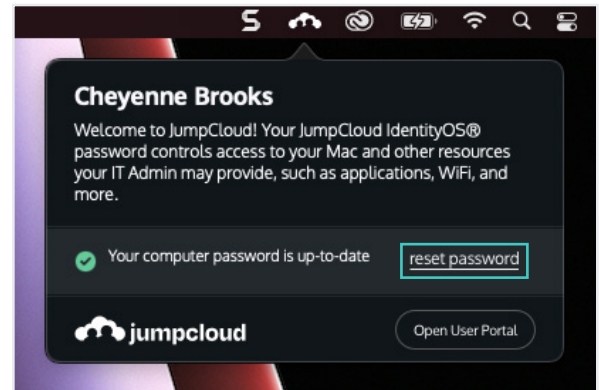 Cheyenne Brooks
Welcome to JumpCloud! Your JumpCloud IdentityOS®
password controls access to your Mac and other resources
your IT Admin may provide, such as applications, WiFi, and
more.
Your computer password is up-to-date reset password
jumpcloud Open User Portal